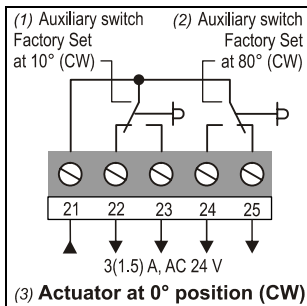 (1) Auxiliary switch
Factory Set
at 10° (CW)
(2) Auxiliary switch
Factory Set
at 80° (CW)
21 22 23 24 25
3(1.5) A, AC 24 V
(3) Actuator at 0° position (CW)